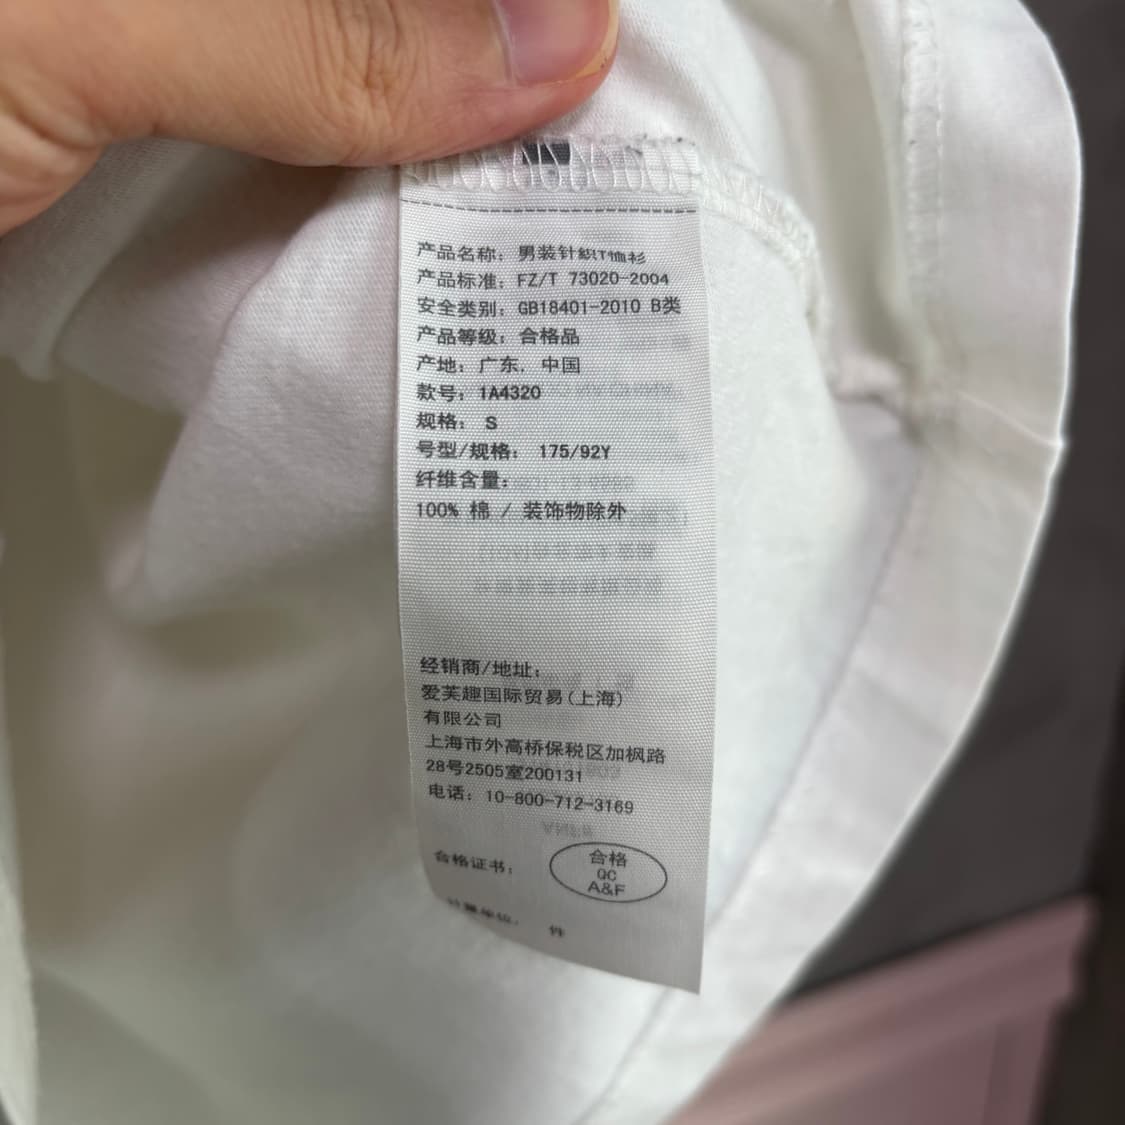 产品名称：男装针织T恤衫
产品标准：FZ/T 73020-2004
安全类别：GB18401-2010 B类
产品等级：合格品
产地：广东，中国
款号：1A4320
规格： S
号型/规格： 175/92Y
纤维含量：
100% 棉 / 装饰物除外
经销商/地址：
爱芙趣国际贸易(上海)
有限公司
上海市外高桥保税区加枫路
28号2505室200131
电话：10-800-712-3169
合格证书：
合格
QC
A&F
计量单位： 件